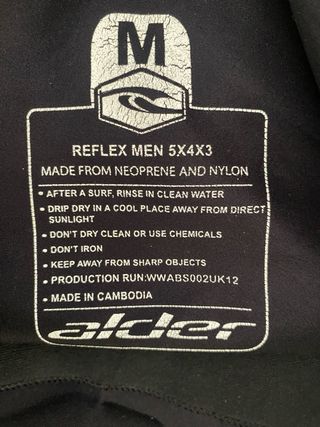 M
REFLEX MEN 5X4X3
MADE FROM NEOPRENE AND NYLON
• AFTER A SURF, RINSE IN CLEAN WATER
• DRIP DRY IN A COOL PLACE AWAY FROM DIRECT
SUNLIGHT
• DON'T DRY CLEAN OR USE CHEMICALS
• DON'T IRON
• KEEP AWAY FROM SHARP OBJECTS
• PRODUCTION RUN:WWABS002UK12
• MADE IN CAMBODIA
alder